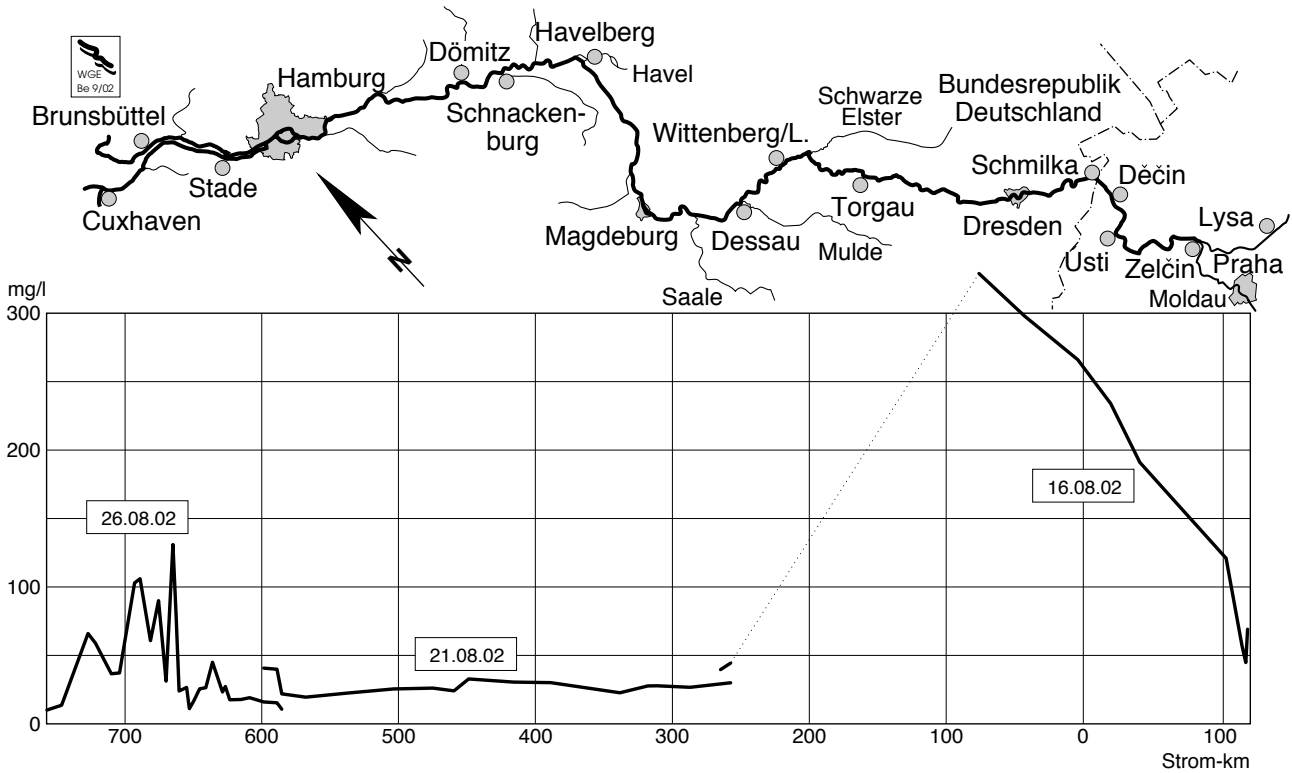 WGE
Be 9/02
Brunsbüttel
Cuxhaven
Stade
Hamburg
Dömitz
Schnacken-
burg
Havelberg
Havel
Magdeburg
Saale
Dessau
Mulde
Wittenberg/L.
Schwarze
Elster
Torgau
Bundesrepublik
Deutschland
Dresden
Schmilka
Děčin
Usti
Zelčin
Lysa
Praha
Moldau
N
mg/l
300
200
100
0
26.08.02
21.08.02
16.08.02
700
600
500
400
300
200
100
0
100
Strom-km